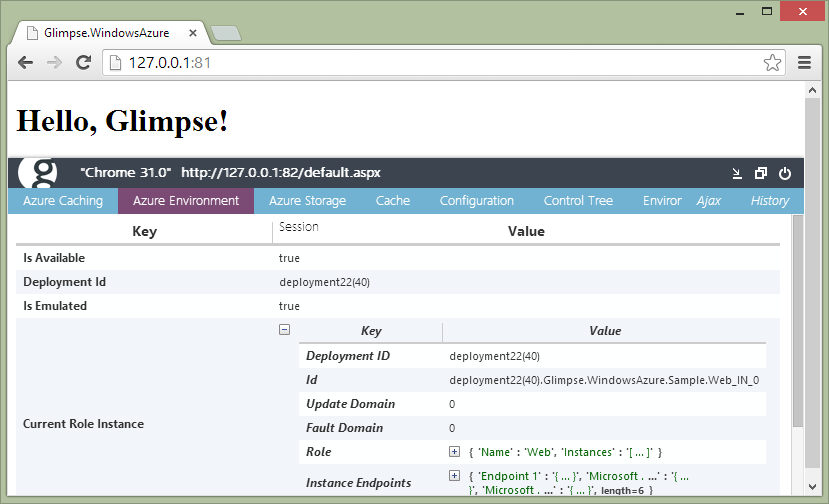 Glimpse.WindowsAzure
127.0.0.1:81
Hello, Glimpse!
g "Chrome 31.0" http://127.0.0.1:82/default.aspx
Azure Caching Azure Environment Azure Storage Cache Configuration Control Tree Enviror Ajax History
Key Session Value
Is Available true
Deployment Id deployment22(40)
Is Emulated true
Key Value
Deployment ID deployment22(40)
Id deployment22(40).Glimpse.WindowsAzure.Sample.Web_IN_0
Update Domain 0
Current Role Instance
Fault Domain 0
Role { 'Name' : 'Web', 'Instances' : '[ ... ]' }
Instance Endpoints { 'Endpoint 1' : '{ ... }', 'Microsoft . ...' : '{ ...
}', 'Microsoft . ...' : '{ ... }', length=6 }